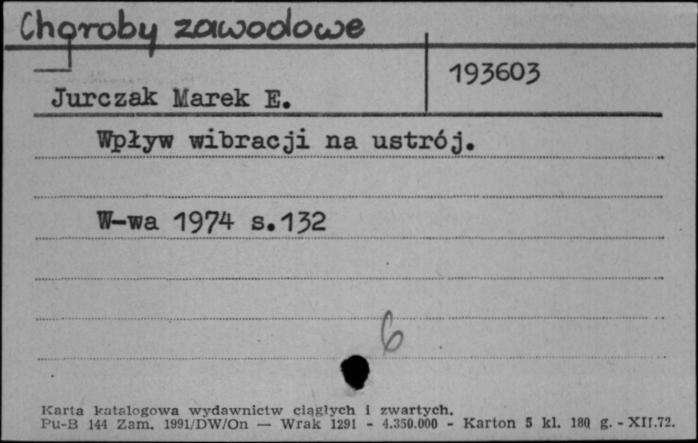 Choroby zawodowe
193603
Jurczak Marek E.
Wpływ wibracji na ustrój.
W-wa 1974 s.132
6
Karta katalogowa wydawnictw ciągłych i zwartych.
Pu-B 144 Zam. 1991/DW/On — Wrak 1291 - 4.350.000 - Karton 5 kl. 180 g. - XII.72.